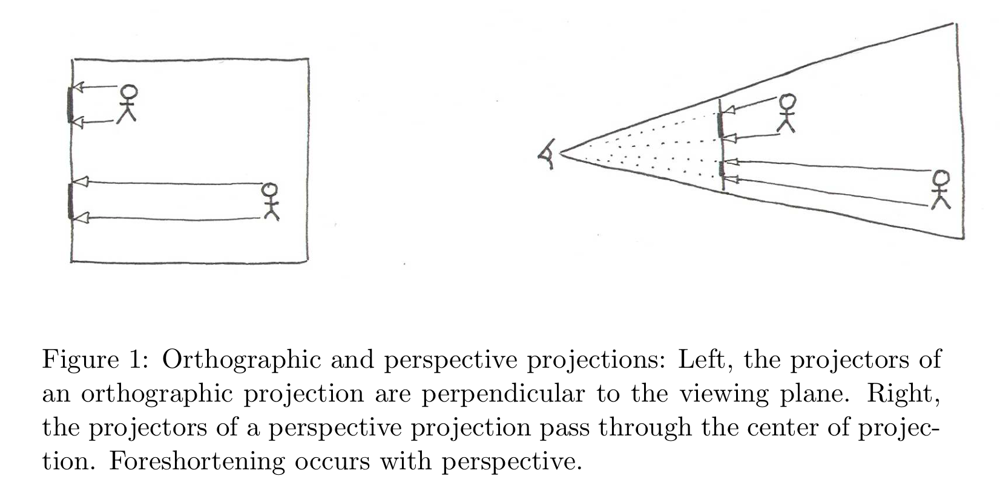 Figure 1: Orthographic and perspective projections: Left, the projectors of
an orthographic projection are perpendicular to the viewing plane. Right,
the projectors of a perspective projection pass through the center of projec-
tion. Foreshortening occurs with perspective.